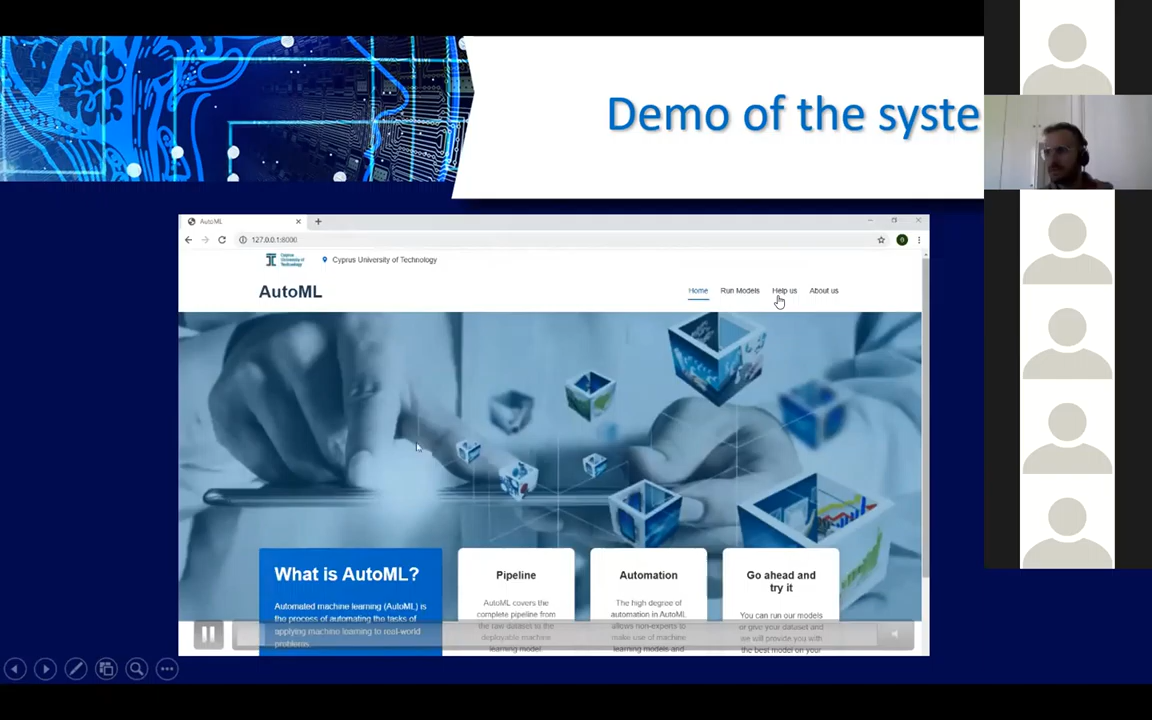 Demo of the syste
AutoML
127.0.0.1:8000
Cyprus
University of
Technology
Cyprus University of Technology
AutoML
Home
Run Models
Help us
About us
What is AutoML?
Automated machine learning (AutoML) is
the process of automating the tasks of
applying machine learning to real-world
problems.
Pipeline
AutoML covers the
complete pipeline from
the raw dataset to the
deployable machine
learning model.
Automation
The high degree of
automation in AutoML
allows non-experts to
make use of machine
learning models and
Go ahead and
try it
You can run our models
or give your dataset and
we will provide you with
the best model on your